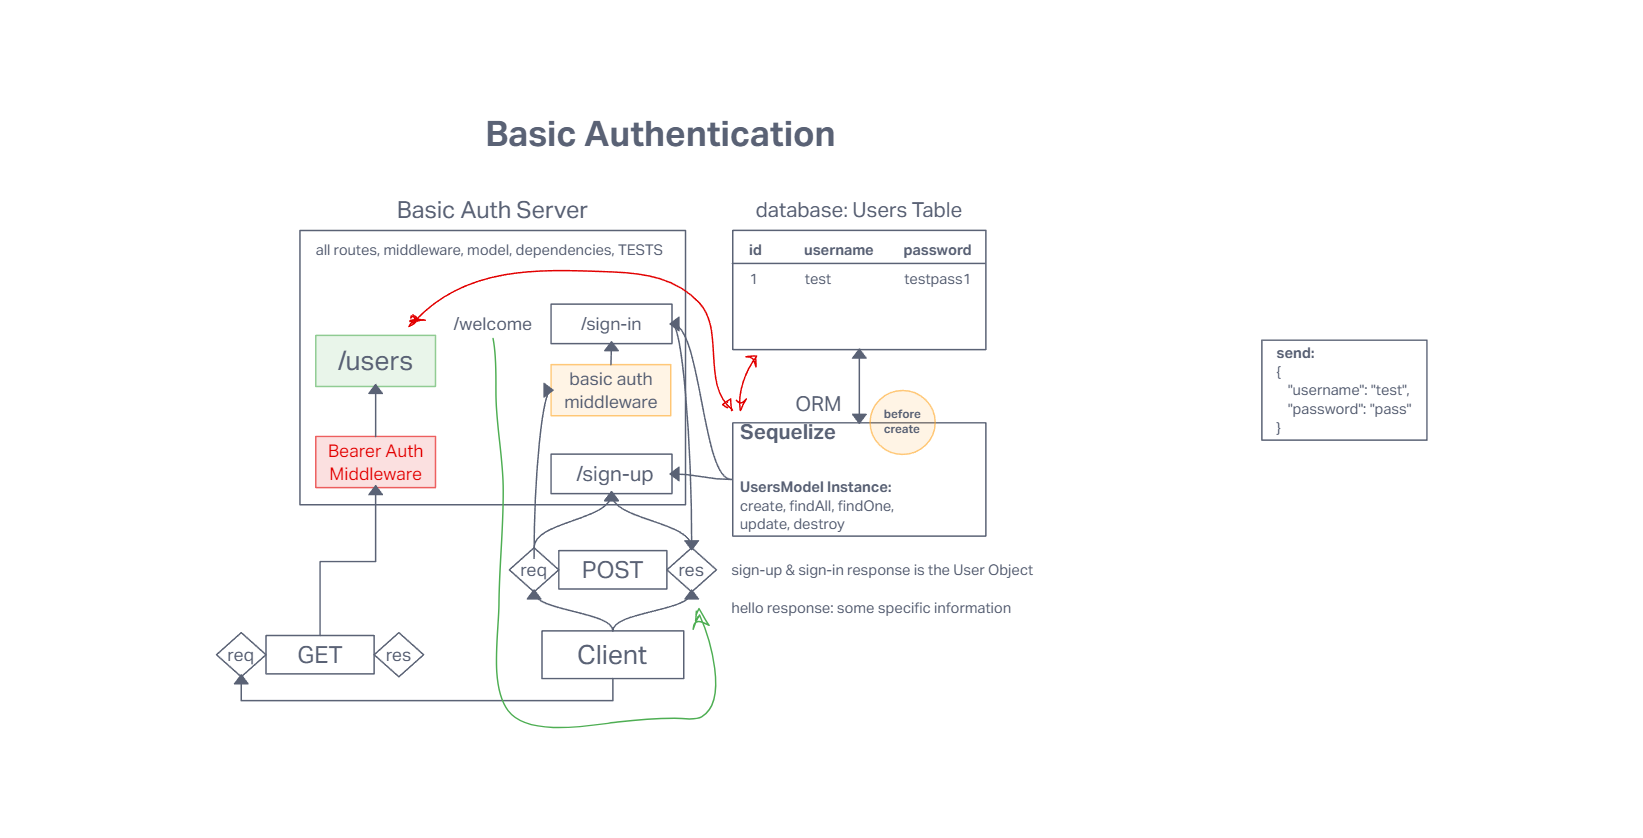 Basic Authentication
Basic Auth Server
all routes, middleware, model, dependencies, TESTS
/users
Bearer Auth
Middleware
/welcome
/sign-in
basic auth
middleware
/sign-up
database: Users Table
id username password
1 test testpass1
ORM
before
create
Sequelize
UsersModel Instance:
create, findAll, findOne,
update, destroy
send:
{
"username": "test",
"password": "pass"
}
req POST res
sign-up & sign-in response is the User Object
hello response: some specific information
req GET res
Client